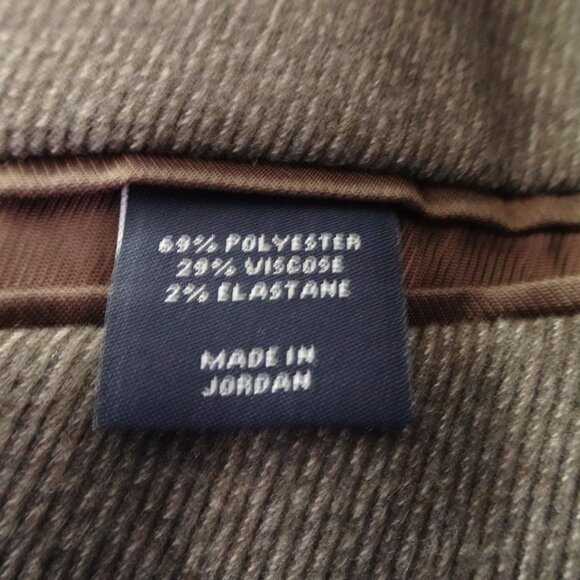 69% POLYESTER
29% VISCOSE
2% ELASTANE
MADE IN
JORDAN